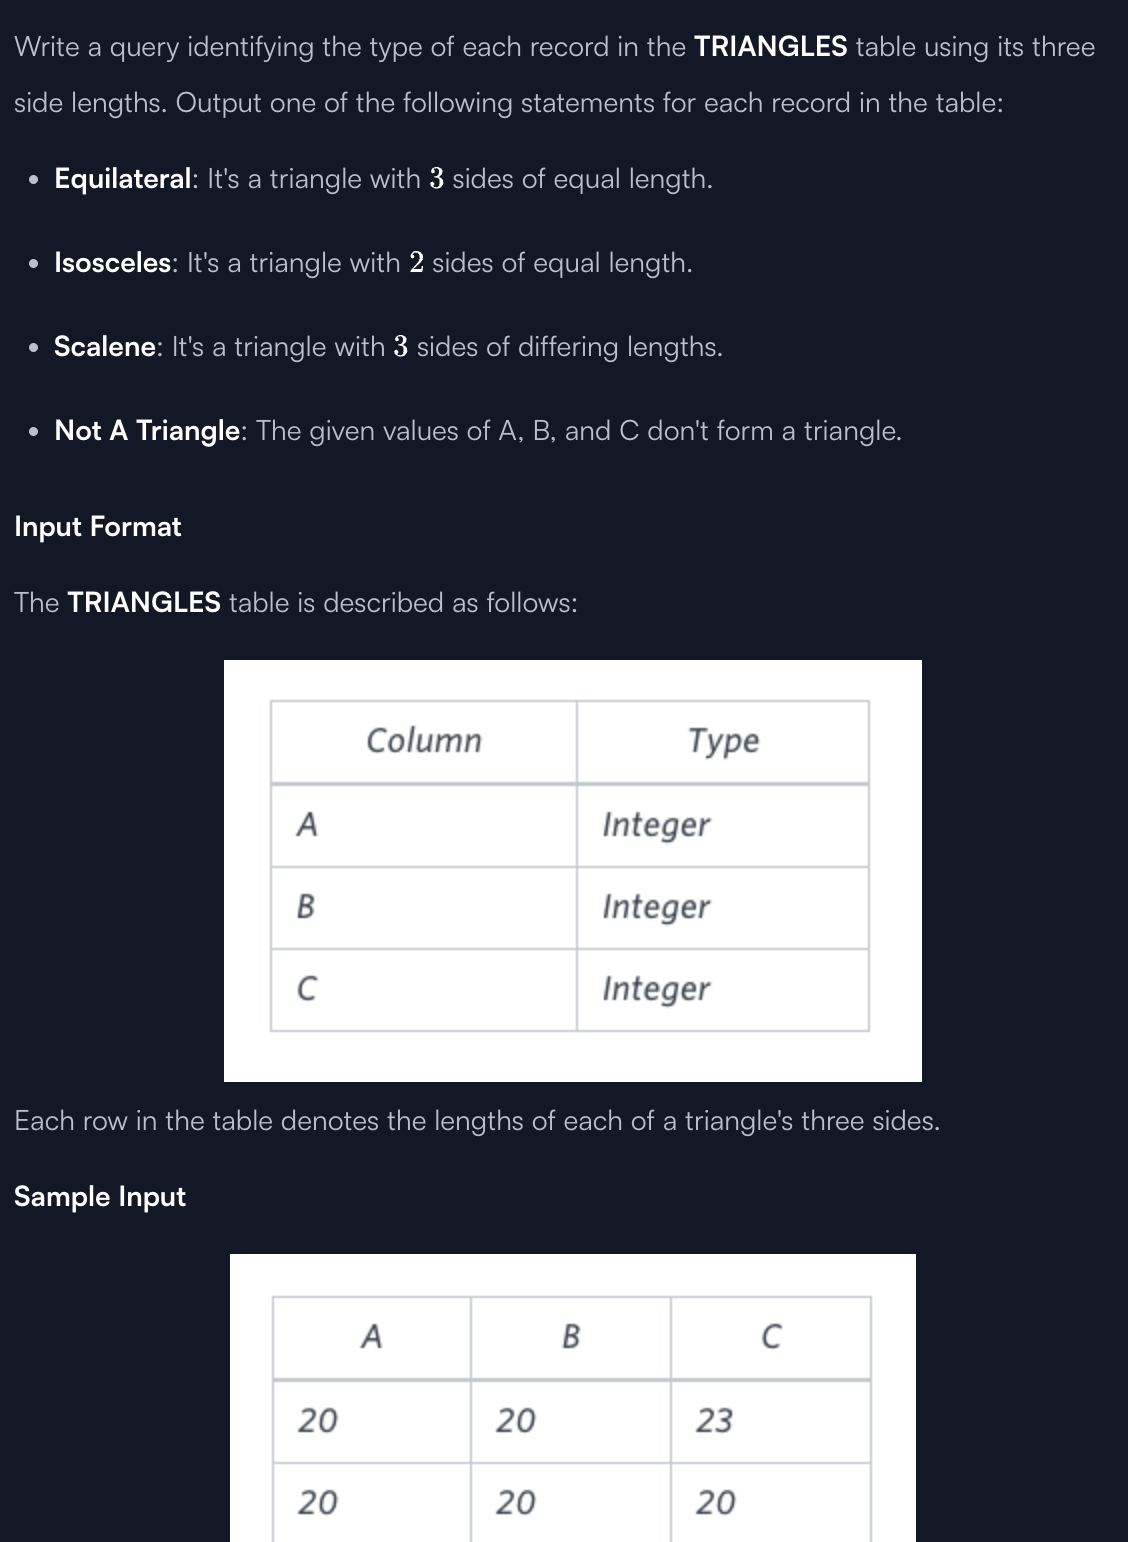 Write a query identifying the type of each record in the TRIANGLES table using its three
side lengths. Output one of the following statements for each record in the table:
• Equilateral: It's a triangle with 3 sides of equal length.
• Isosceles: It's a triangle with 2 sides of equal length.
• Scalene: It's a triangle with 3 sides of differing lengths.
• Not A Triangle: The given values of A, B, and C don't form a triangle.
Input Format
The TRIANGLES table is described as follows:
Column Type
A Integer
B Integer
C Integer
Each row in the table denotes the lengths of each of a triangle's three sides.
Sample Input
A B C
20 20 23
20 20 20